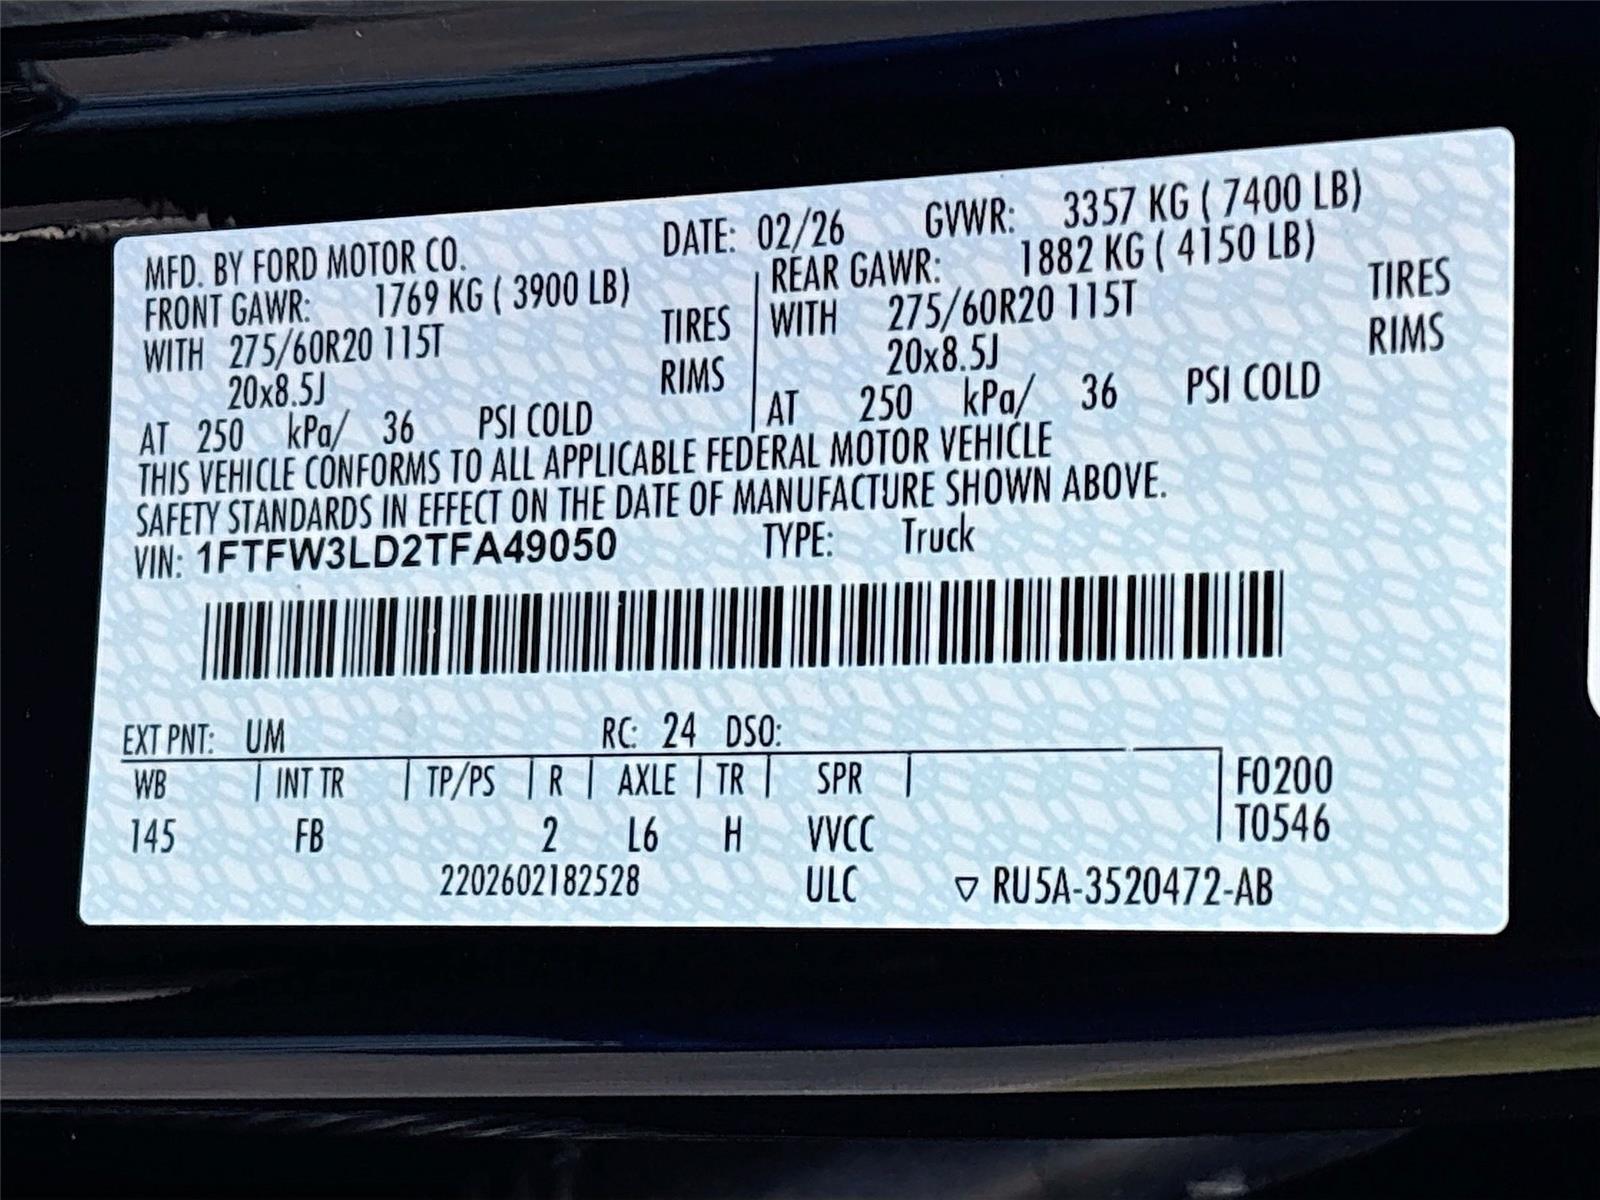 MFD. BY FORD MOTOR CO. DATE: 02/26 GVWR: 3357 KG ( 7400 LB)
FRONT GAWR: 1769 KG ( 3900 LB) REAR GAWR: 1882 KG ( 4150 LB)
WITH 275/60R20 115T TIRES WITH 275/60R20 115T TIRES
20x8.5J RIMS 20x8.5J RIMS
AT 250 kPa/ 36 PSI COLD AT 250 kPa/ 36 PSI COLD
THIS VEHICLE CONFORMS TO ALL APPLICABLE FEDERAL MOTOR VEHICLE
SAFETY STANDARDS IN EFFECT ON THE DATE OF MANUFACTURE SHOWN ABOVE.
VIN: 1FTFW3LD2TFA49050 TYPE: Truck
EXT PNT: UM RC: 24 DSO:
WB INT TR TP/PS R AXLE TR SPR F0200
145 FB 2 L6 H VVCC T0546
2202602182528 ULC ▽ RU5A-3520472-AB